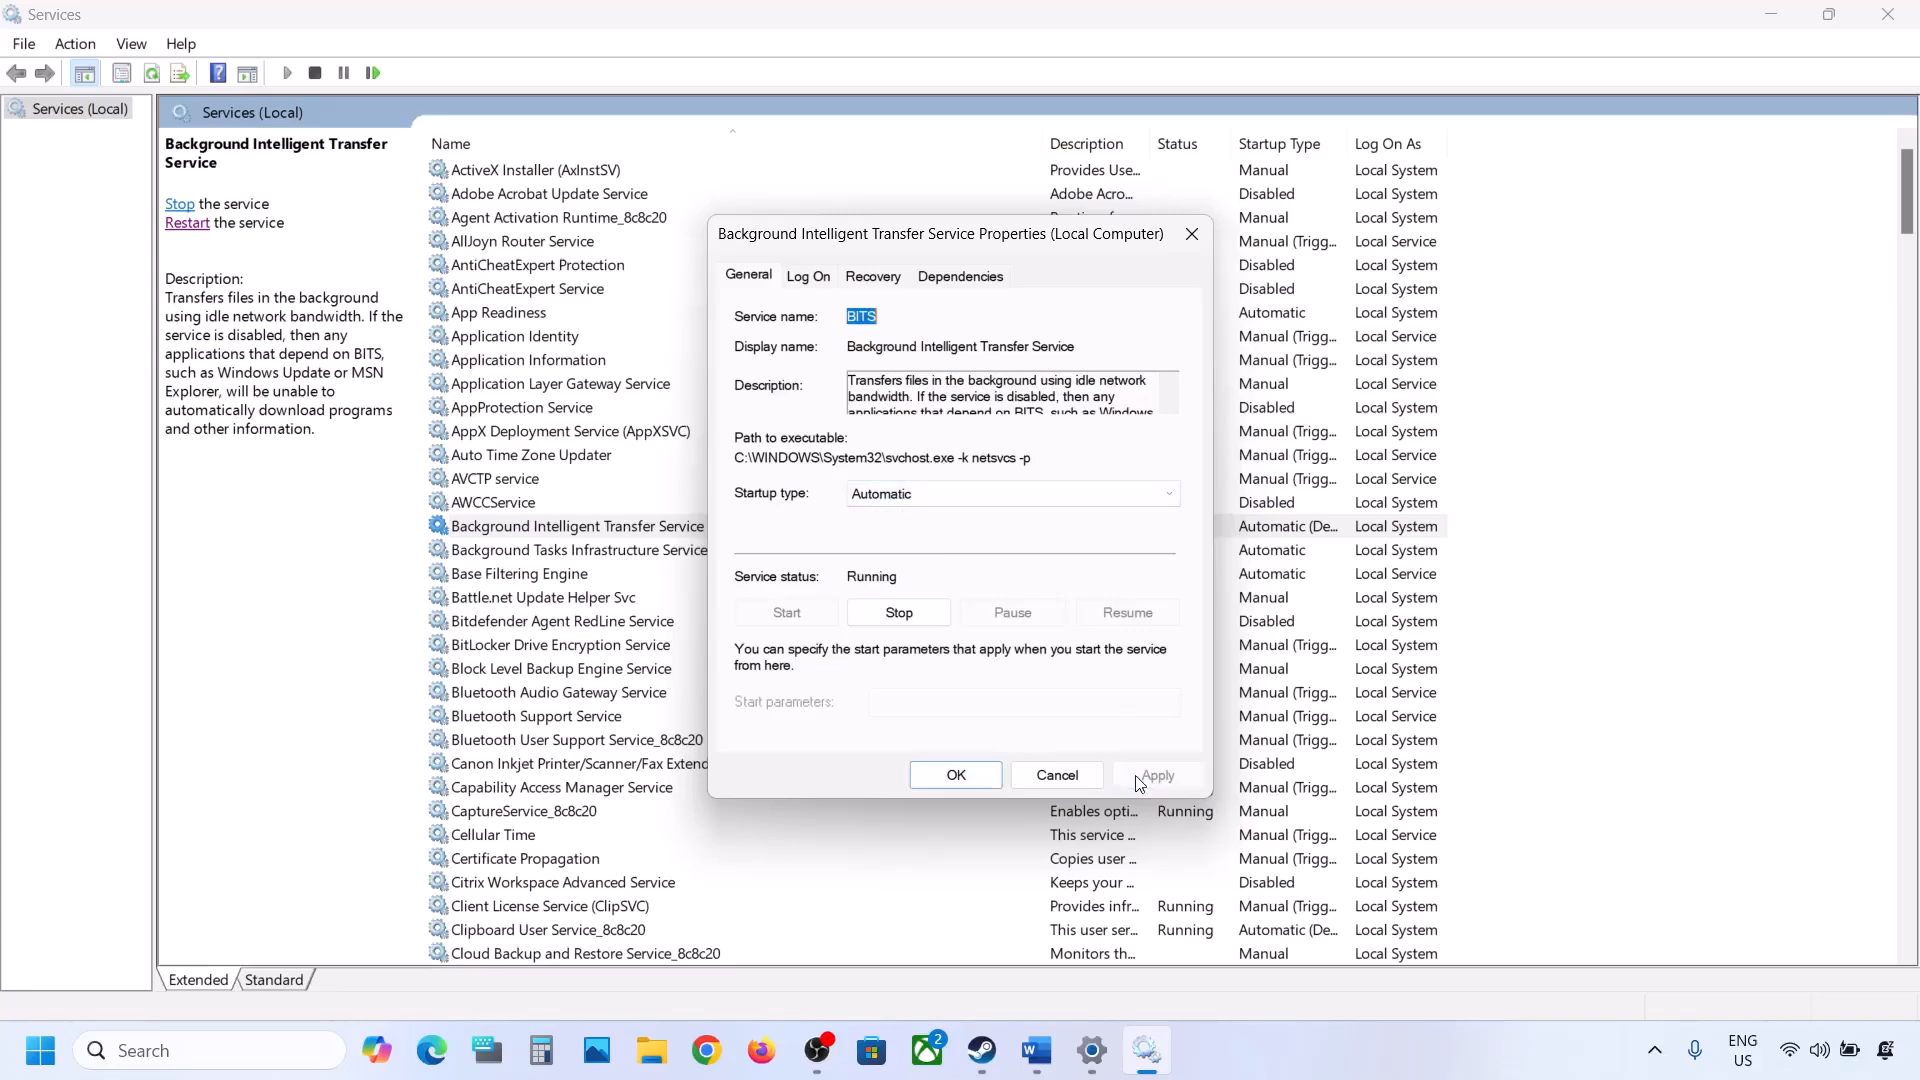 Services
File Action View Help
Services (Local)
Services (Local)
Background Intelligent Transfer
Service
Stop the service
Restart the service
Description:
Transfers files in the background
using idle network bandwidth. If the
service is disabled, then any
applications that depend on BITS,
such as Windows Update or MSN
Explorer, will be unable to
automatically download programs
and other information.
Name Description Status Startup Type Log On As
ActiveX Installer (AxInstSV) Provides Use... Manual Local System
Adobe Acrobat Update Service Adobe Acro... Disabled Local System
Agent Activation Runtime_8c8c20 Manual Local System
AllJoyn Router Service Manual (Trigg... Local Service
AntiCheatExpert Protection Disabled Local System
AntiCheatExpert Service Disabled Local System
App Readiness Automatic Local System
Application Identity Manual (Trigg... Local Service
Application Information Manual (Trigg... Local System
Application Layer Gateway Service Manual Local Service
AppProtection Service Disabled Local System
AppX Deployment Service (AppXSVC) Manual (Trigg... Local System
Auto Time Zone Updater Manual (Trigg... Local Service
AVCTP service Manual (Trigg... Local Service
AWCCService Disabled Local System
Background Intelligent Transfer Service Automatic (De... Local System
Background Tasks Infrastructure Service Automatic Local System
Base Filtering Engine Automatic Local Service
Battle.net Update Helper Svc Manual Local System
Bitdefender Agent RedLine Service Disabled Local System
BitLocker Drive Encryption Service Manual (Trigg... Local System
Block Level Backup Engine Service Manual Local System
Bluetooth Audio Gateway Service Manual (Trigg... Local Service
Bluetooth Support Service Manual (Trigg... Local Service
Bluetooth User Support Service_8c8c20 Manual (Trigg... Local System
Canon Inkjet Printer/Scanner/Fax Extend Disabled Local System
Capability Access Manager Service Manual (Trigg... Local System
CaptureService_8c8c20 Enables opti... Running Manual Local System
Cellular Time This service ... Manual (Trigg... Local Service
Certificate Propagation Copies user ... Manual (Trigg... Local System
Citrix Workspace Advanced Service Keeps your ... Disabled Local System
Client License Service (ClipSVC) Provides infr... Running Manual (Trigg... Local System
Clipboard User Service_8c8c20 This user ser... Running Automatic (De... Local System
Cloud Backup and Restore Service_8c8c20 Monitors th... Manual Local System
Background Intelligent Transfer Service Properties (Local Computer)
General Log On Recovery Dependencies
Service name: BITS
Display name: Background Intelligent Transfer Service
Description: Transfers files in the background using idle network
bandwidth. If the service is disabled, then any
applications that depend on BITS, such as Windows
Path to executable:
C:\WINDOWS\System32\svchost.exe -k netsvcs -p
Startup type: Automatic
Service status: Running
Start Stop Pause Resume
You can specify the start parameters that apply when you start the service
from here.
Start parameters:
OK Cancel Apply
Extended Standard
Search 2 ENG
US